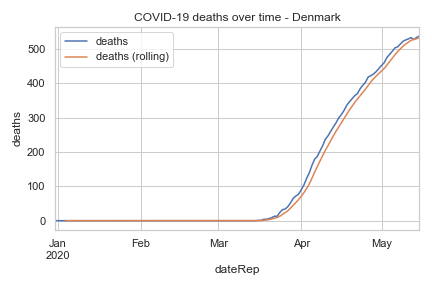 COVID-19 deaths over time - Denmark
deaths
deaths (rolling)
500
400
300
200
100
0
deaths
Jan
2020
Feb
Mar
Apr
May
dateRep